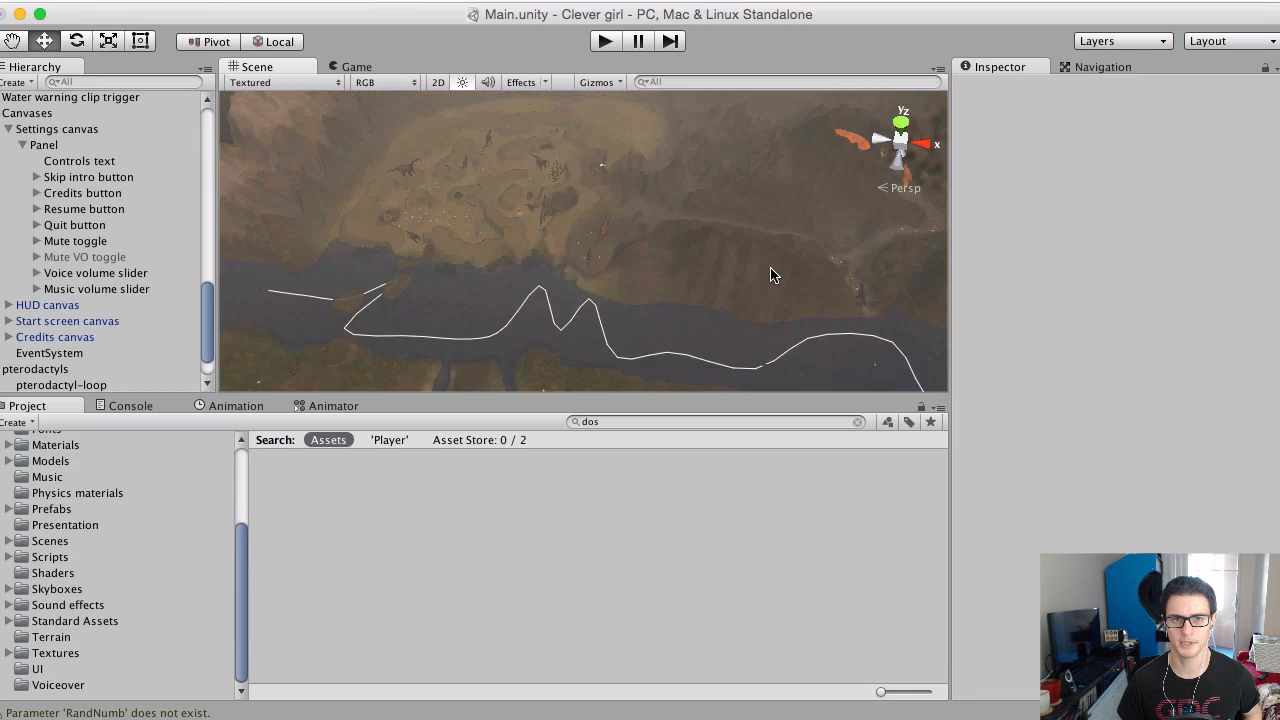 Main.unity - Clever girl - PC, Mac & Linux Standalone
Pivot Local Layers Layout
Hierarchy
Create All
Water warning clip trigger
Canvases
Settings canvas
Panel
Controls text
Skip intro button
Credits button
Resume button
Quit button
Mute toggle
Mute VO toggle
Voice volume slider
Music volume slider
HUD canvas
Start screen canvas
Credits canvas
EventSystem
pterodactyls
pterodactyl-loop
Scene Game
Textured RGB 2D Effects Gizmos All
Y z
x
Persp
Inspector Navigation
Project Console Animation Animator
Create dos
Search: Assets 'Player' Asset Store: 0 / 2
Fonts
Materials
Models
Music
Physics materials
Prefabs
Presentation
Scenes
Scripts
Shaders
Skyboxes
Sound effects
Standard Assets
Terrain
Textures
UI
Voiceover
Parameter 'RandNumb' does not exist.